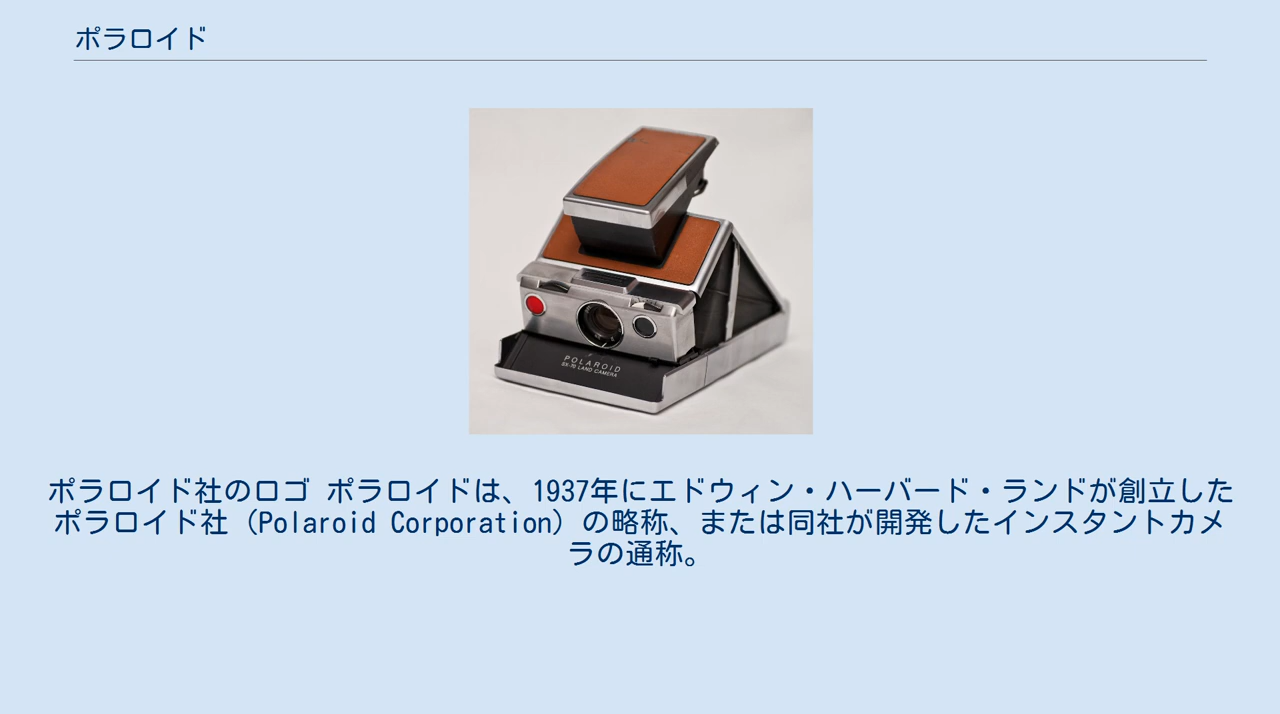 ポラロイド
POLAROID
SX-70 LAND CAMERA
ポラロイド社のロゴ ポラロイドは、1937年にエドウィン・ハーバード・ランドが創立した
ポラロイド社（Polaroid Corporation）の略称、または同社が開発したインスタントカメ
ラの通称。